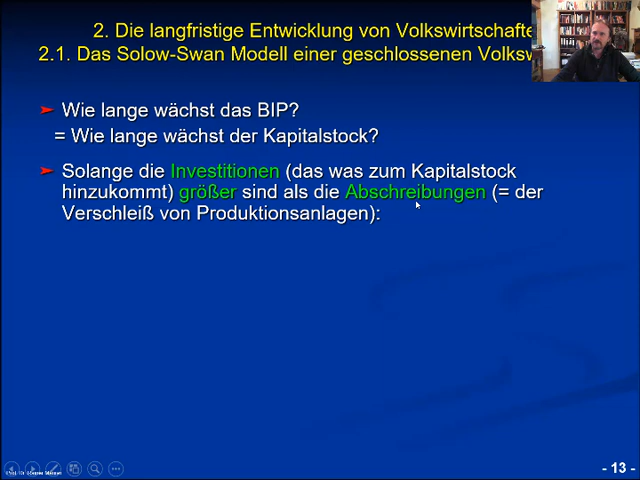 2. Die langfristige Entwicklung von Volkswirtschafte
2.1. Das Solow-Swan Modell einer geschlossenen Volksw
➤ Wie lange wächst das BIP?
= Wie lange wächst der Kapitalstock?
➤ Solange die Investitionen (das was zum Kapitalstock
hinzukommt) größer sind als die Abschreibungen (= der
Verschleiß von Produktionsanlagen):
Prof. Dr.
- 13 -